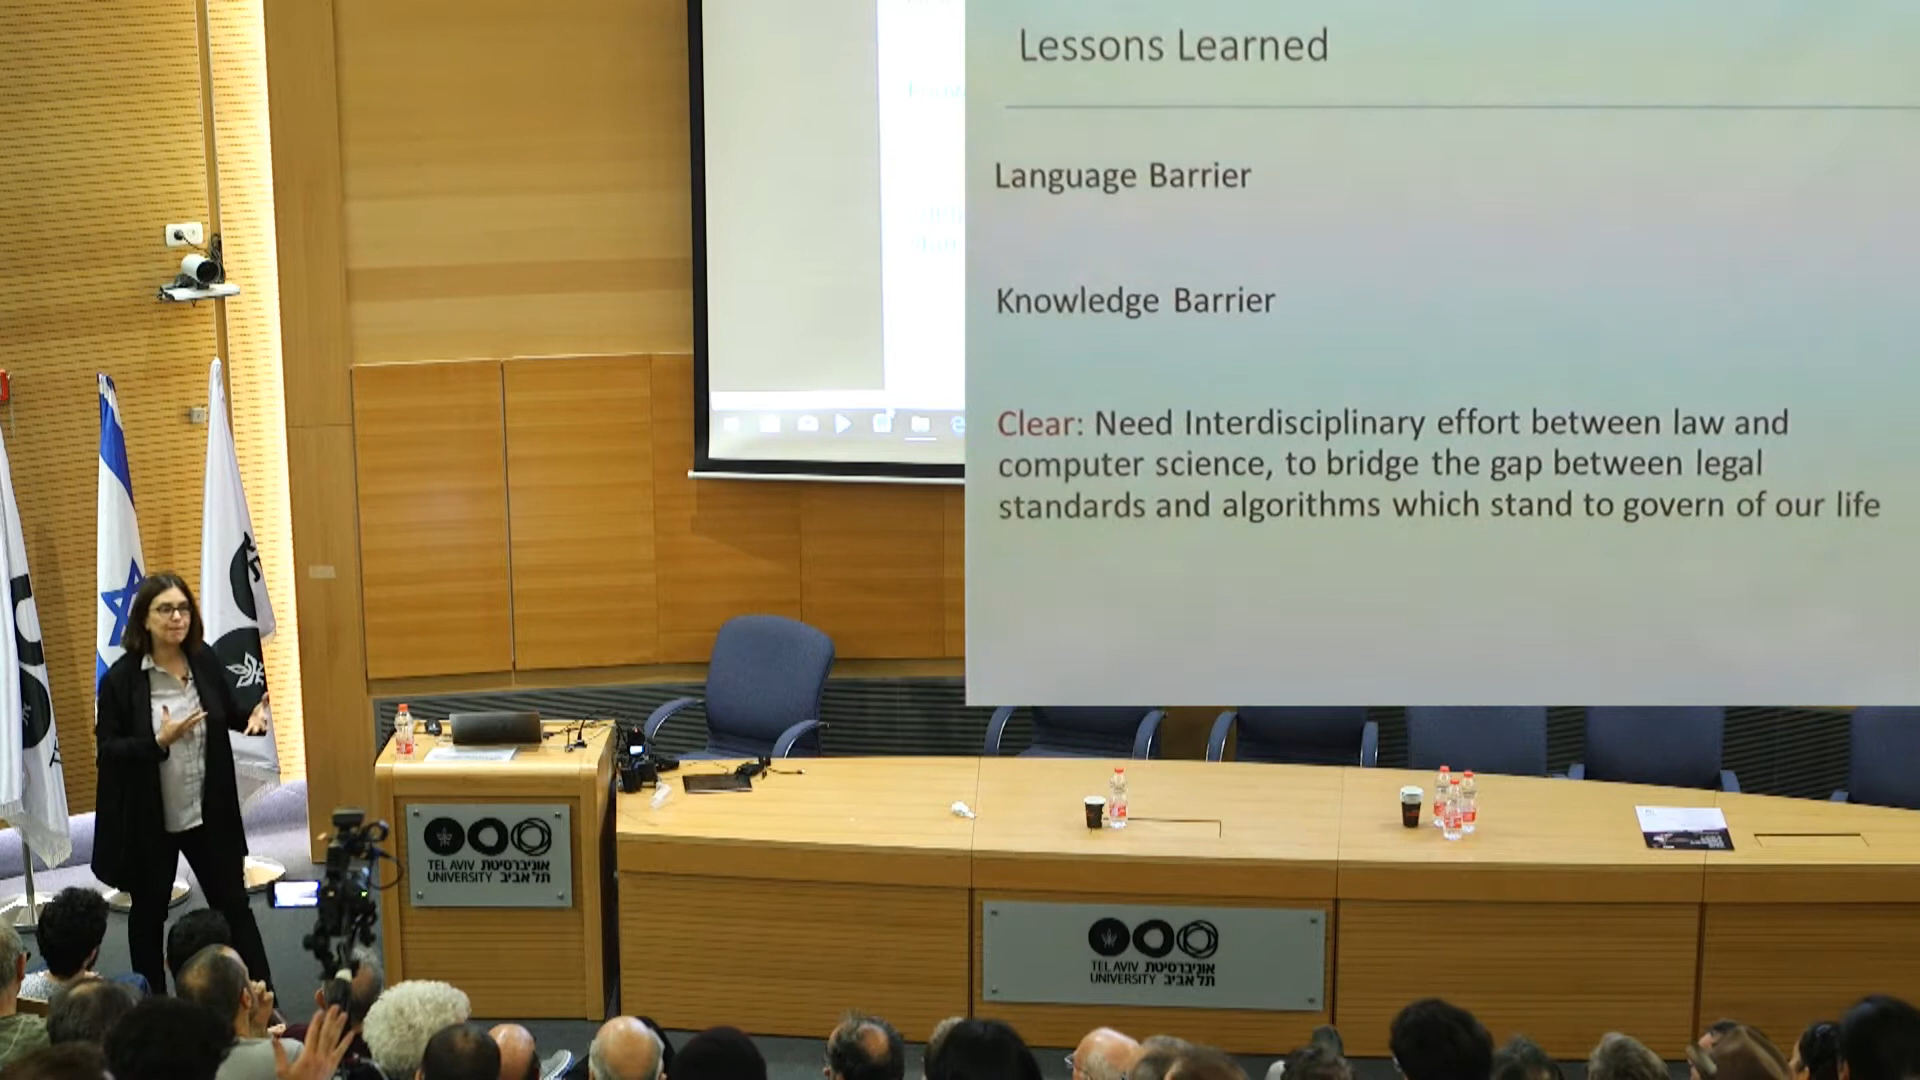 Lessons Learned
Language Barrier
Knowledge Barrier
Clear: Need Interdisciplinary effort between law and
computer science, to bridge the gap between legal
standards and algorithms which stand to govern of our life
TEL AVIV אוניברסיטת
UNIVERSITY תל אביב
TEL AVIV אוניברסיטת
UNIVERSITY תל אביב